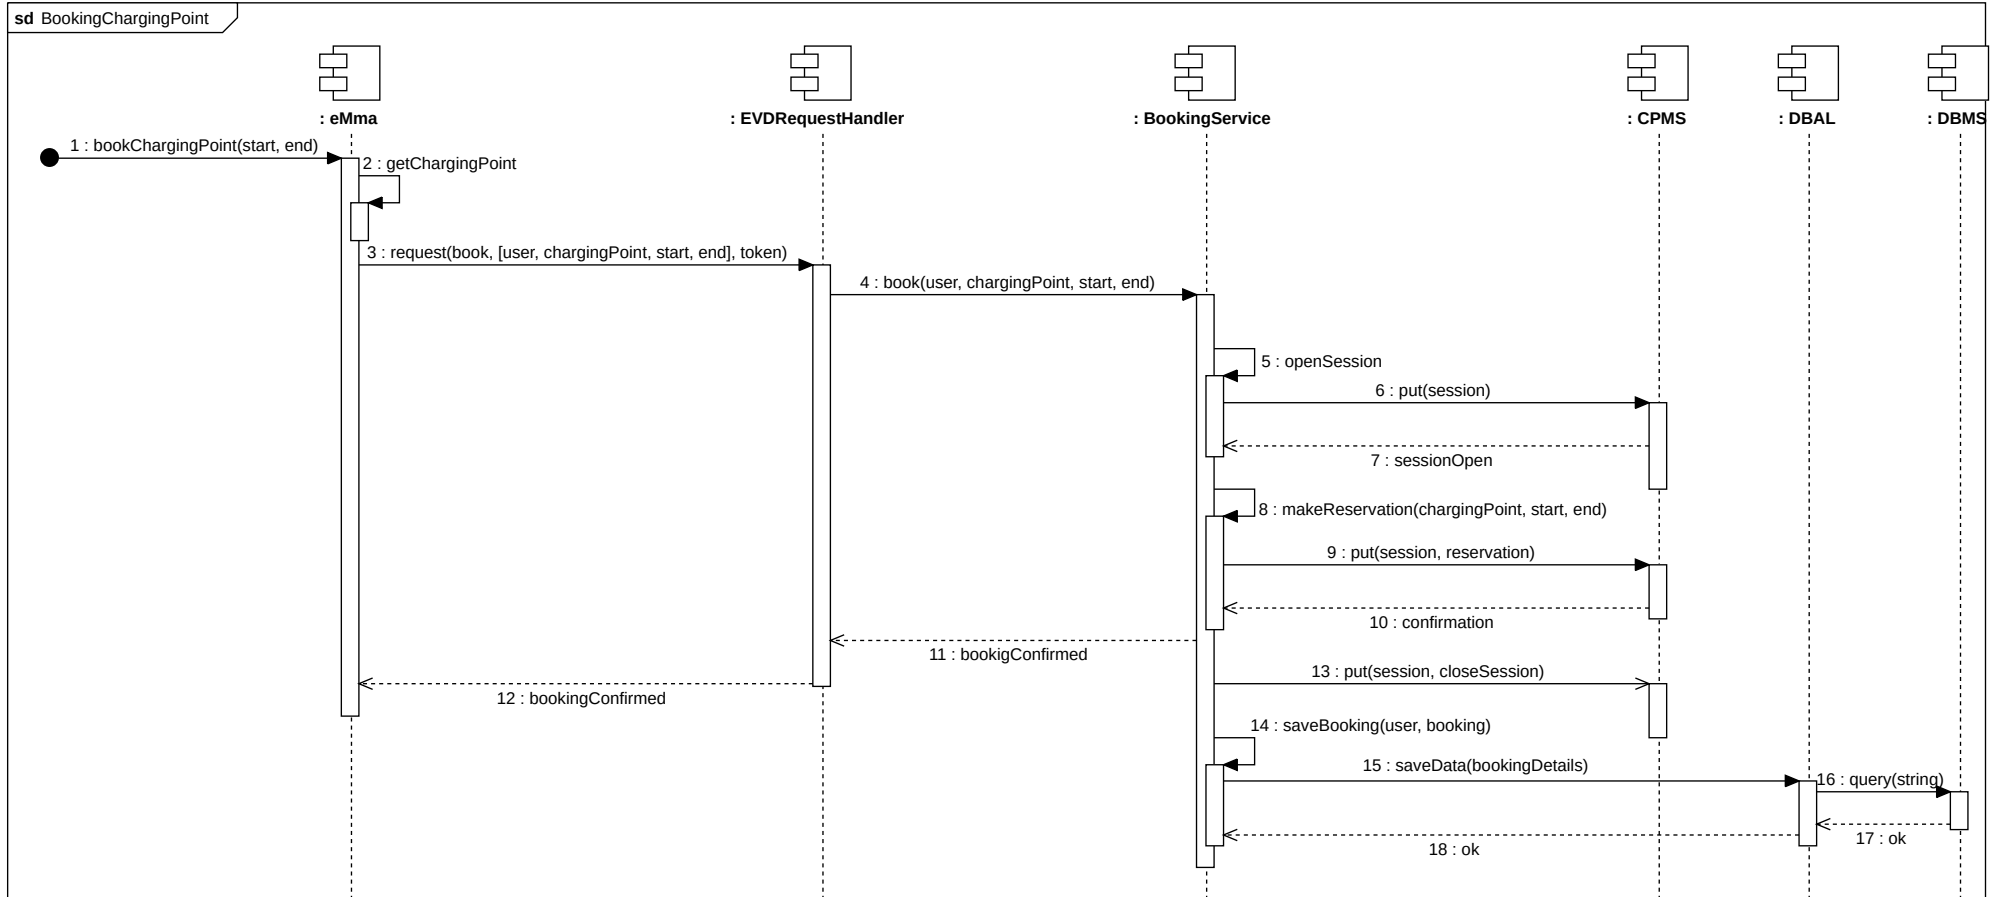 sd BookingChargingPoint
: eMma
: EVDRequestHandler
: BookingService
: CPMS
: DBAL
: DBMS
1 : bookChargingPoint(start, end)
2 : getChargingPoint
3 : request(book, [user, chargingPoint, start, end], token)
4 : book(user, chargingPoint, start, end)
5 : openSession
6 : put(session)
7 : sessionOpen
8 : makeReservation(chargingPoint, start, end)
9 : put(session, reservation)
10 : confirmation
11 : bookigConfirmed
12 : bookingConfirmed
13 : put(session, closeSession)
14 : saveBooking(user, booking)
15 : saveData(bookingDetails)
16 : query(string)
17 : ok
18 : ok